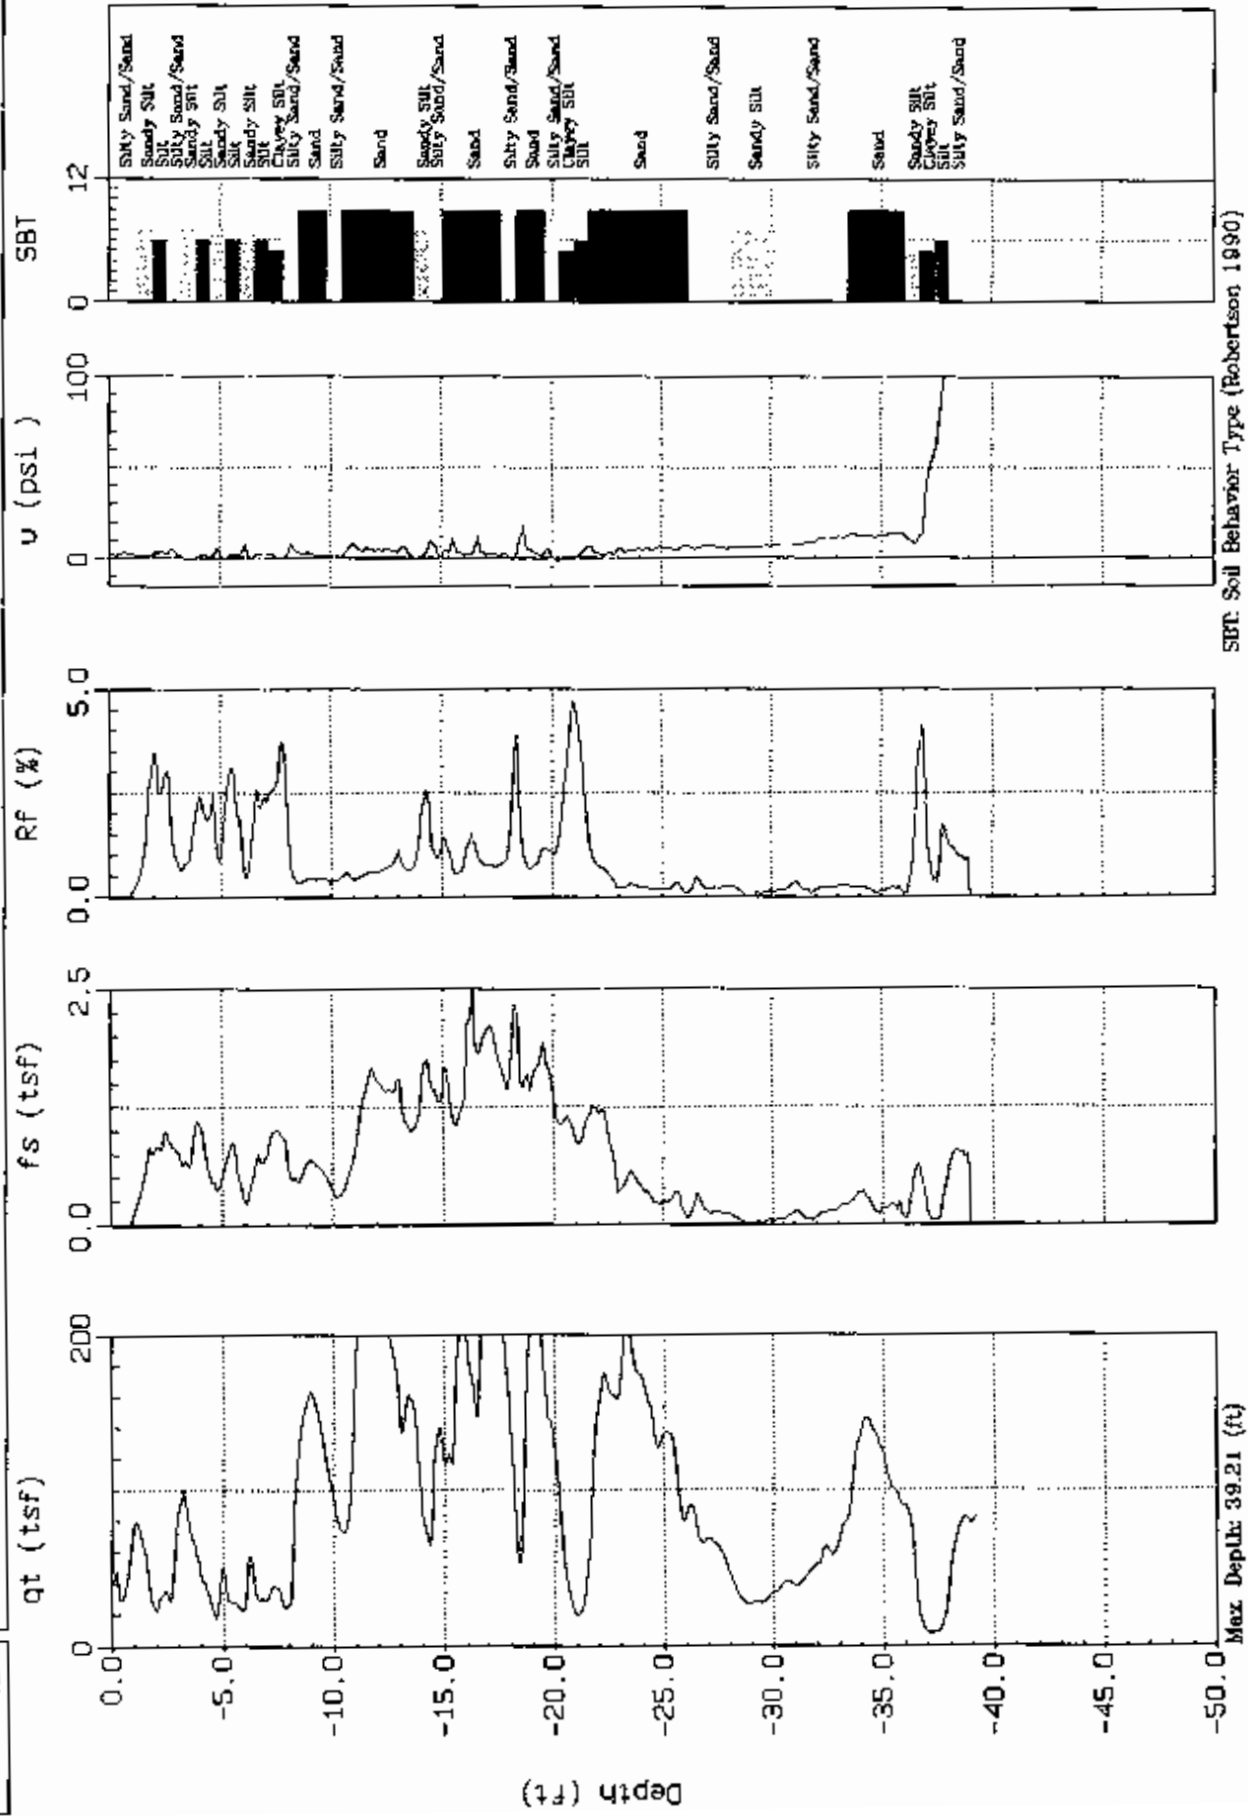 qt (tsf)
fs (tsf)
Rf (%)
U (psi )
SBT
0
200
0.0
2.5
0.0
5.0
0
100
0
12
Depth (ft)
0.0
-5.0
-10.0
-15.0
-20.0
-25.0
-30.0
-35.0
-40.0
-45.0
-50.0
Silty Sand/Sand
Sandy Silt
Silt
Silty Sand/Sand
Sandy Silt
Silt
Sandy Silt
Silt
Sandy Silt
Silt
Clayey Silt
Silty Sand/Sand
Sand
Silty Sand/Sand
Sand
Sandy Silt
Silty Sand/Sand
Sand
Silty Sand/Sand
Sand
Silty Sand/Sand
Clayey Silt
Silt
Sand
Silty Sand/Sand
Sandy Silt
Silty Sand/Sand
Sand
Sandy Silt
Clayey Silt
Silt
Silty Sand/Sand
Max. Depth: 39.21 (ft)
SBT: Soil Behavior Type (Robertson 1990)